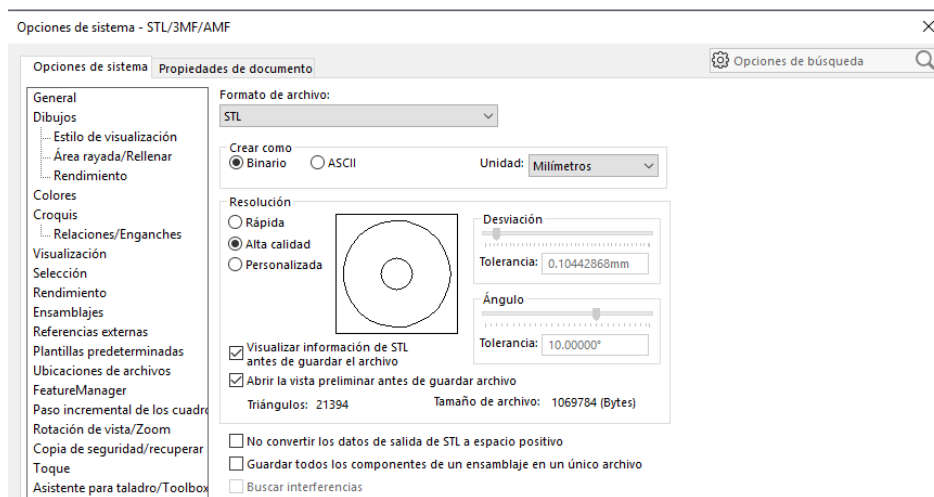 Opciones de sistema - STL/3MF/AMF
Opciones de sistema
Propiedades de documento
Opciones de búsqueda
General
Dibujos
Estilo de visualización
Área rayada/Rellenar
Rendimiento
Colores
Croquis
Relaciones/Enganches
Visualización
Selección
Rendimiento
Ensamblajes
Referencias externas
Plantillas predeterminadas
Ubicaciones de archivos
FeatureManager
Paso incremental de los cuadro
Rotación de vista/Zoom
Copia de seguridad/recuperar
Toque
Asistente para taladro/Toolbox
Formato de archivo:
STL
Crear como
Binario
ASCII
Unidad: Milímetros
Resolución
Rápida
Alta calidad
Personalizada
Desviación
Tolerancia: 0.10442868mm
Ángulo
Tolerancia: 10.00000°
Visualizar información de STL
antes de guardar el archivo
Abrir la vista preliminar antes de guardar archivo
Triángulos: 21394
Tamaño de archivo: 1069784 (Bytes)
No convertir los datos de salida de STL a espacio positivo
Guardar todos los componentes de un ensamblaje en un único archivo
Buscar interferencias